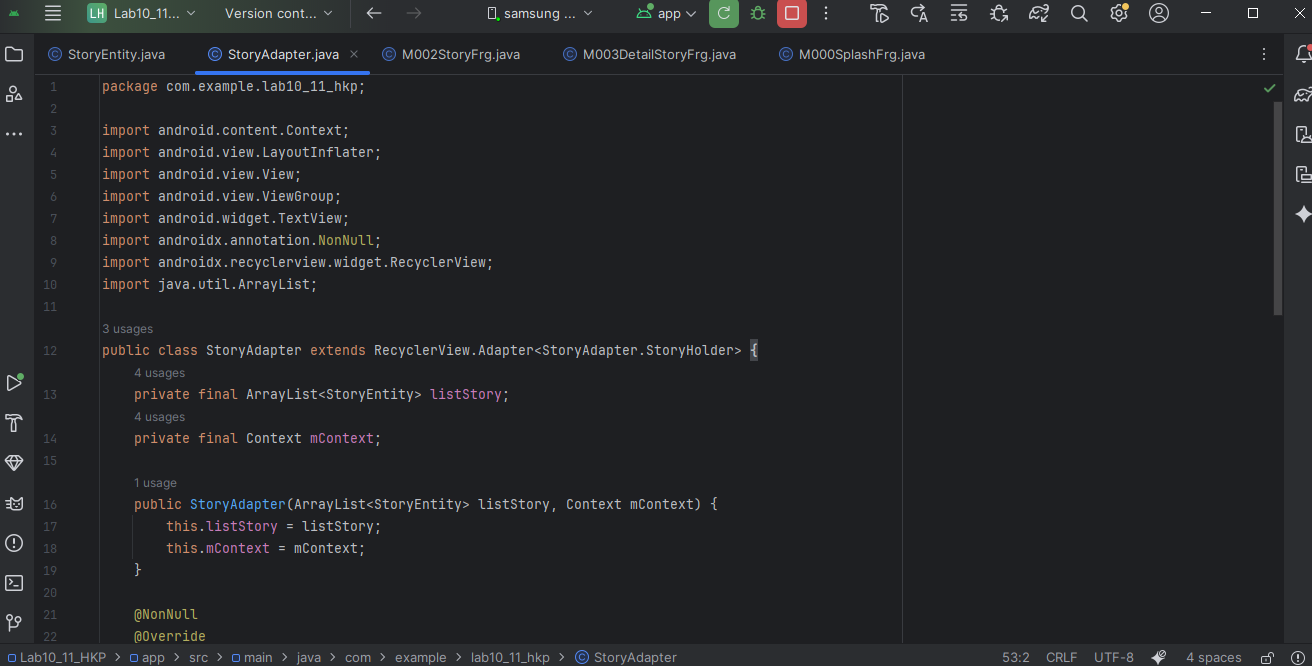 LH Lab10_11... Version cont... samsung ... app
StoryEntity.java StoryAdapter.java M002StoryFrg.java M003DetailStoryFrg.java M000SplashFrg.java
1 package com.example.lab10_11_hkp;
2
3 import android.content.Context;
4 import android.view.LayoutInflater;
5 import android.view.View;
6 import android.view.ViewGroup;
7 import android.widget.TextView;
8 import androidx.annotation.NonNull;
9 import androidx.recyclerview.widget.RecyclerView;
10 import java.util.ArrayList;
11
3 usages
12 public class StoryAdapter extends RecyclerView.Adapter<StoryAdapter.StoryHolder> {
4 usages
13 private final ArrayList<StoryEntity> listStory;
4 usages
14 private final Context mContext;
15
1 usage
16 public StoryAdapter(ArrayList<StoryEntity> listStory, Context mContext) {
17 this.listStory = listStory;
18 this.mContext = mContext;
19 }
20
21 @NonNull
22 @Override
Lab10_11_HKP > app > src > main > java > com > example > lab10_11_hkp > StoryAdapter 53:2 CRLF UTF-8 4 spaces